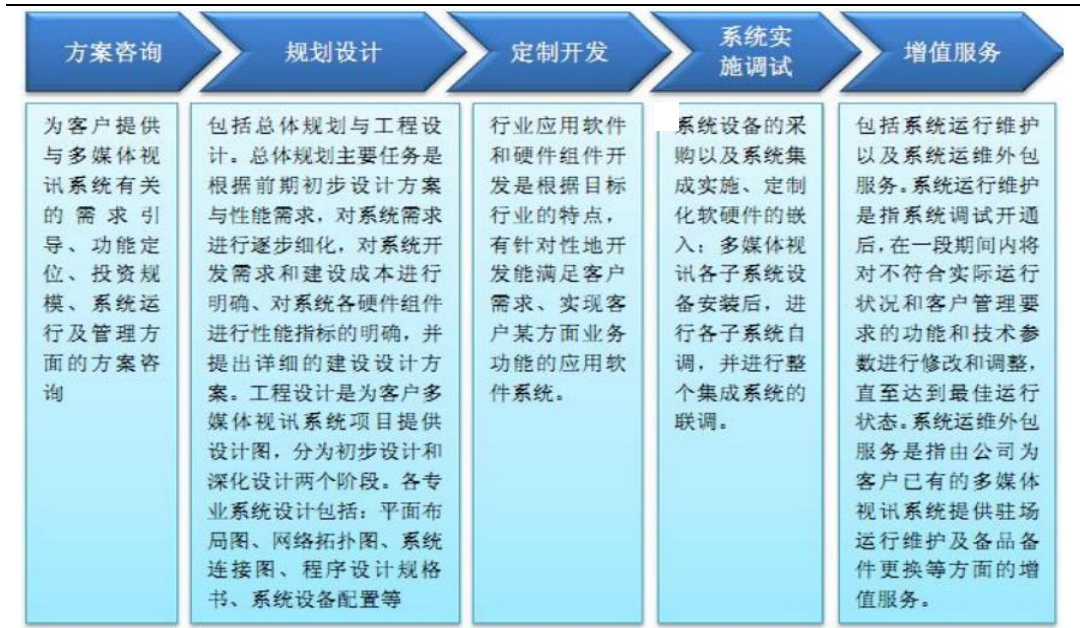 方案咨询
规划设计
定制开发
系统实
施调试
增值服务
为客户提供
与多媒体视
讯系统有关
的需求引
导、功能定
位、投资规
模、系统运
行及管理方
面的方案咨
询
包括总体规划与工程设
计。总体规划主要任务是
根据前期初步设计方案
与性能需求，对系统需求
进行逐步细化，对系统开
发需求和建设成本进行
明确、对系统各硬件组件
进行性能指标的明确，并
提出详细的建设设计方
案。工程设计是为客户多
媒体视讯系统项目提供
设计图，分为初步设计和
深化设计两个阶段。各专
业系统设计包括：平面布
局图、网络拓扑图、系统
连接图、程序设计规格
书、系统设备配置等
行业应用软件
和硬件组件开
发是根据目标
行业的特点，
有针对性地开
发能满足客户
需求、实现客
户某方面业务
功能的应用软
件系统。
系统设备的采
购以及系统集
成实施、定制
化软硬件的嵌
入；多媒体视
讯各子系统设
备安装后，进
行各子系统自
调，并进行整
个集成系统的
联调。
包括系统运行维护
以及系统运维外包
服务。系统运行维护
是指系统调试开通
后，在一段期间内将
对不符合实际运行
状况和客户管理要
求的功能和技术参
数进行修改和调整，
直至达到最佳运行
状态。系统运维外包
服务是指由公司为
客户已有的多媒体
视讯系统提供驻场
运行维护及备品备
件更换等方面的增
值服务。